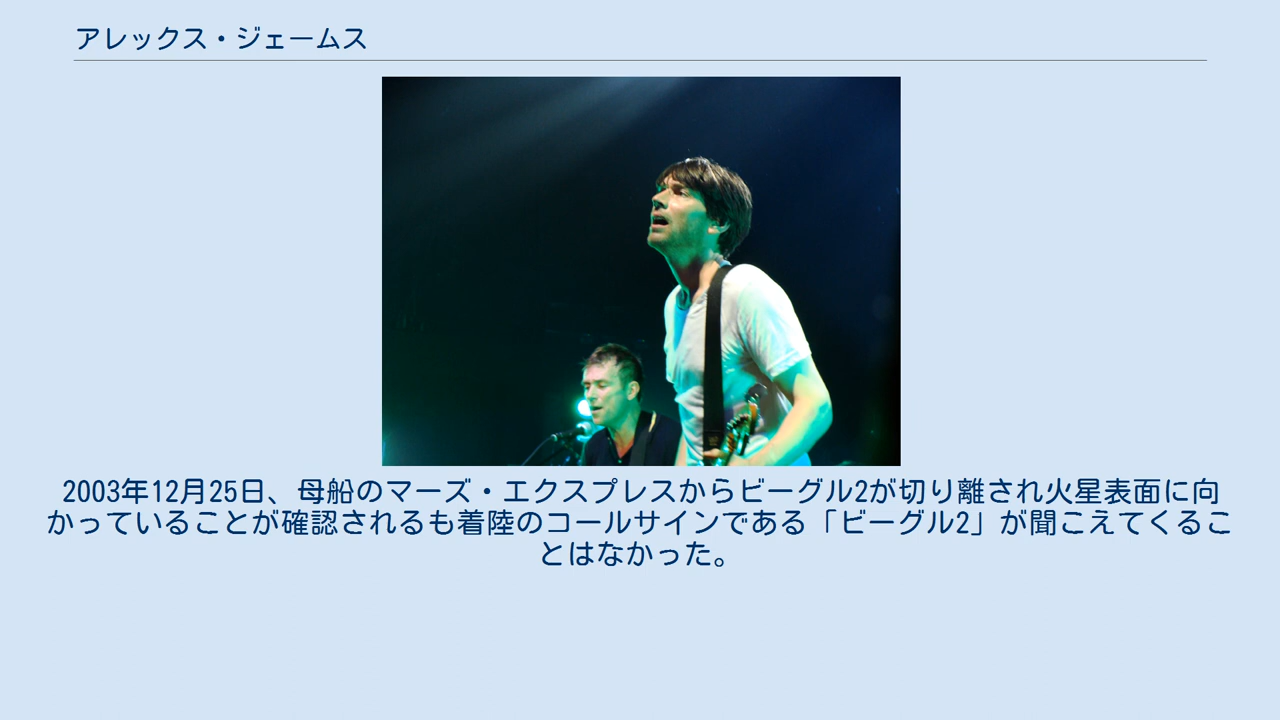 アレックス・ジェームス
2003年12月25日、母船のマーズ・エクスプレスからビーグル2が切り離され火星表面に向
かっていることが確認されるも着陸のコールサインである「ビーグル2」が聞こえてくるこ
とはなかった。